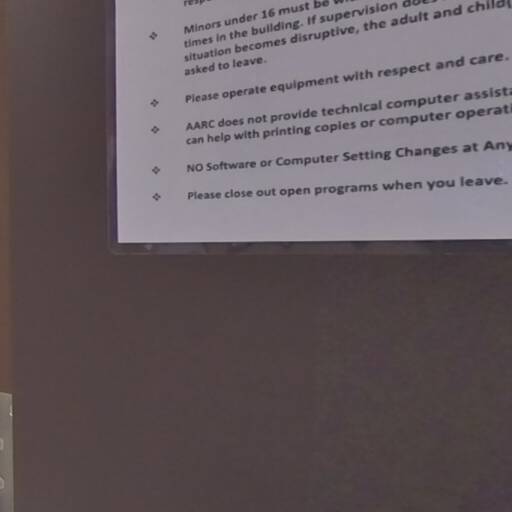 Minors under 16 must be
times in the building. If supervision does
situation becomes disruptive, the adult and child
asked to leave.
Please operate equipment with respect and care.
AARC does not provide technical computer
can help with printing copies or computer
NO Software or Computer Setting Changes at Any
Please close out open programs when you leave.